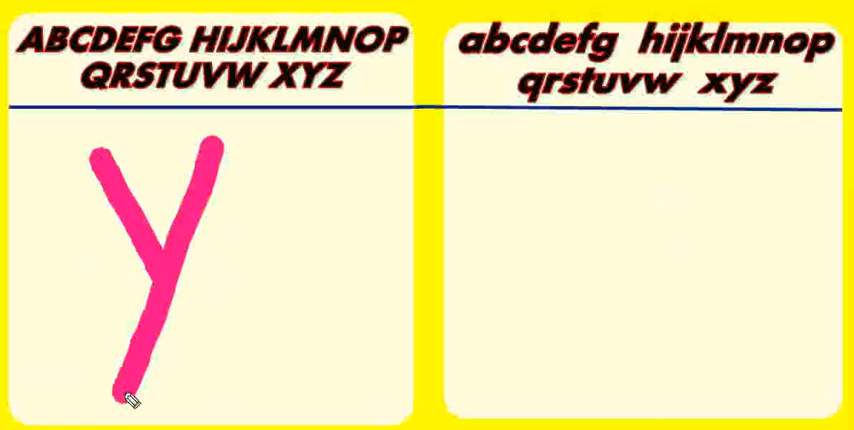 ABCDEFG HIJKLMNOP
QRSTUVW XYZ
abcdefg hijklmnop
qrstuvw xyz
Y